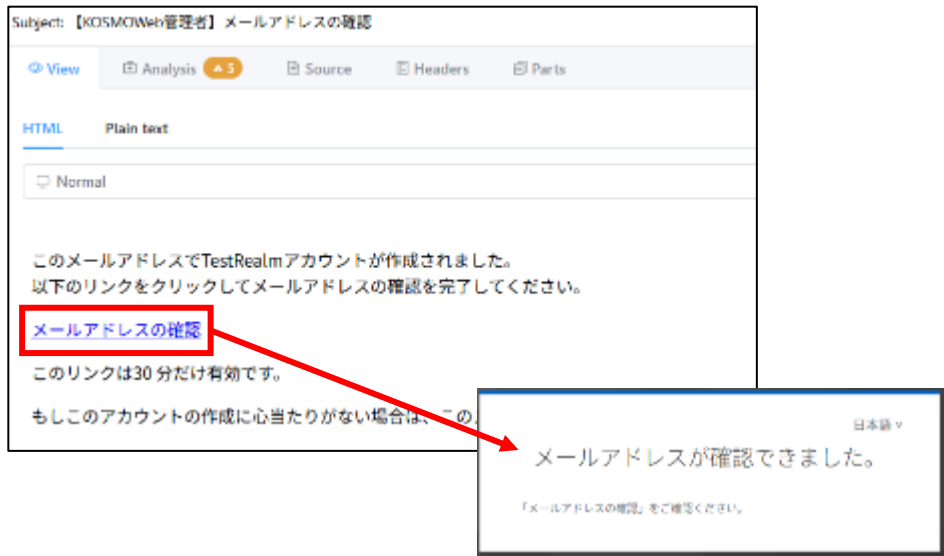 Subject: 【KOSMOWeb管理者】メールアドレスの確認
View Analysis 5 Source Headers Parts
HTML Plain text
Normal
このメールアドレスでTestRealmアカウントが作成されました。
以下のリンクをクリックしてメールアドレスの確認を完了してください。
メールアドレスの確認
このリンクは30 分だけ有効です。
もしこのアカウントの作成に心当たりがない場合は、この
日本語
メールアドレスが確認できました。
「メールアドレスの確認」をご確認ください。